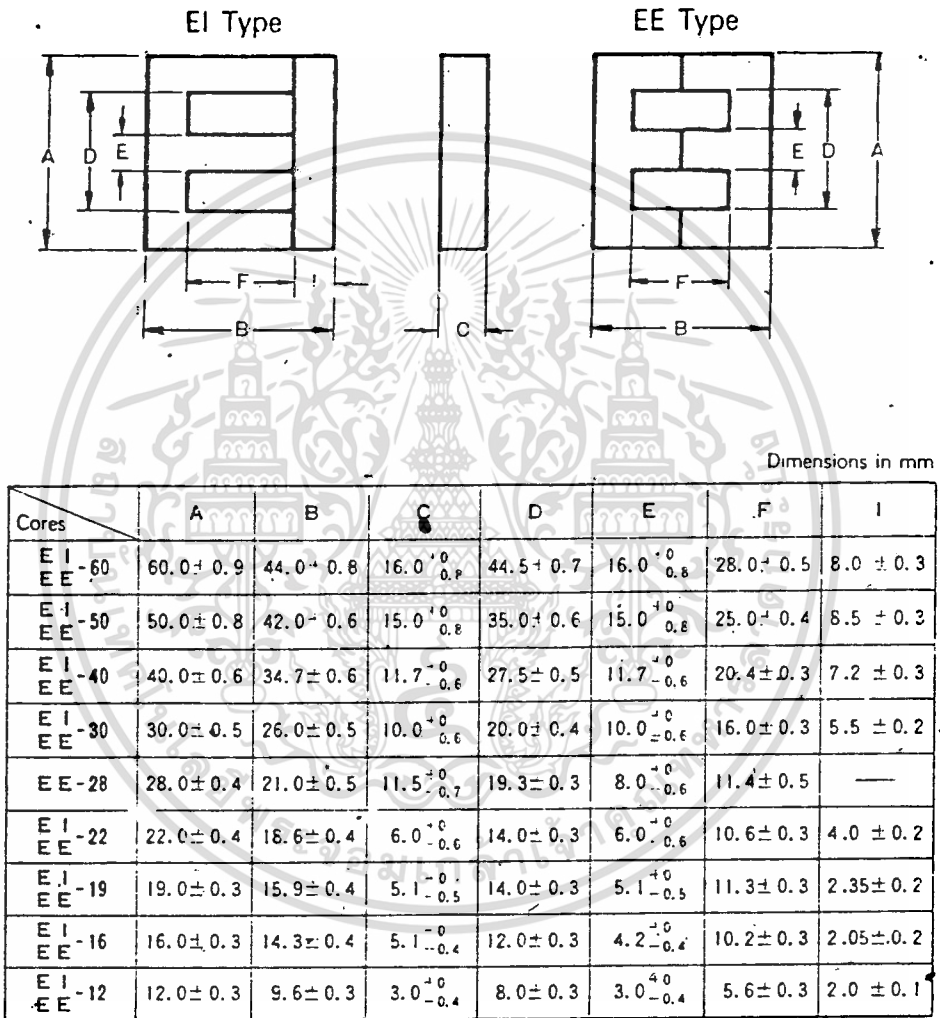 EI Type EE Type
A D E F I B C E D A F B
Dimensions in mm
Cores A B C D E F I
EI EE -60 60.0± 0.9 44.0± 0.8 16.0 +0 -0.8 44.5± 0.7 16.0 +0 -0.8 28.0± 0.5 8.0 ± 0.3
EI EE -50 50.0± 0.8 42.0± 0.6 15.0 +0 -0.8 35.0± 0.6 15.0 +0 -0.8 25.0± 0.4 8.5 ± 0.3
EI EE -40 40.0± 0.6 34.7± 0.6 11.7 +0 -0.6 27.5± 0.5 11.7 +0 -0.6 20.4± 0.3 7.2 ± 0.3
EI EE -30 30.0± 0.5 26.0± 0.5 10.0 +0 -0.6 20.0± 0.4 10.0 +0 -0.6 16.0± 0.3 5.5 ± 0.2
EE-28 28.0± 0.4 21.0± 0.5 11.5 +0 -0.7 19.3± 0.3 8.0 +0 -0.6 11.4± 0.5 —
EI EE -22 22.0± 0.4 18.6± 0.4 6.0 +0 -0.6 14.0± 0.3 6.0 +0 -0.6 10.6± 0.3 4.0 ± 0.2
EI EE -19 19.0± 0.3 15.9± 0.4 5.1 +0 -0.5 14.0± 0.3 5.1 +0 -0.5 11.3± 0.3 2.35± 0.2
EI EE -16 16.0± 0.3 14.3± 0.4 5.1 +0 -0.4 12.0± 0.3 4.2 +0 -0.4 10.2± 0.3 2.05± 0.2
EI EE -12 12.0± 0.3 9.6± 0.3 3.0 +0 -0.4 8.0± 0.3 3.0 +0 -0.4 5.6± 0.3 2.0 ± 0.1